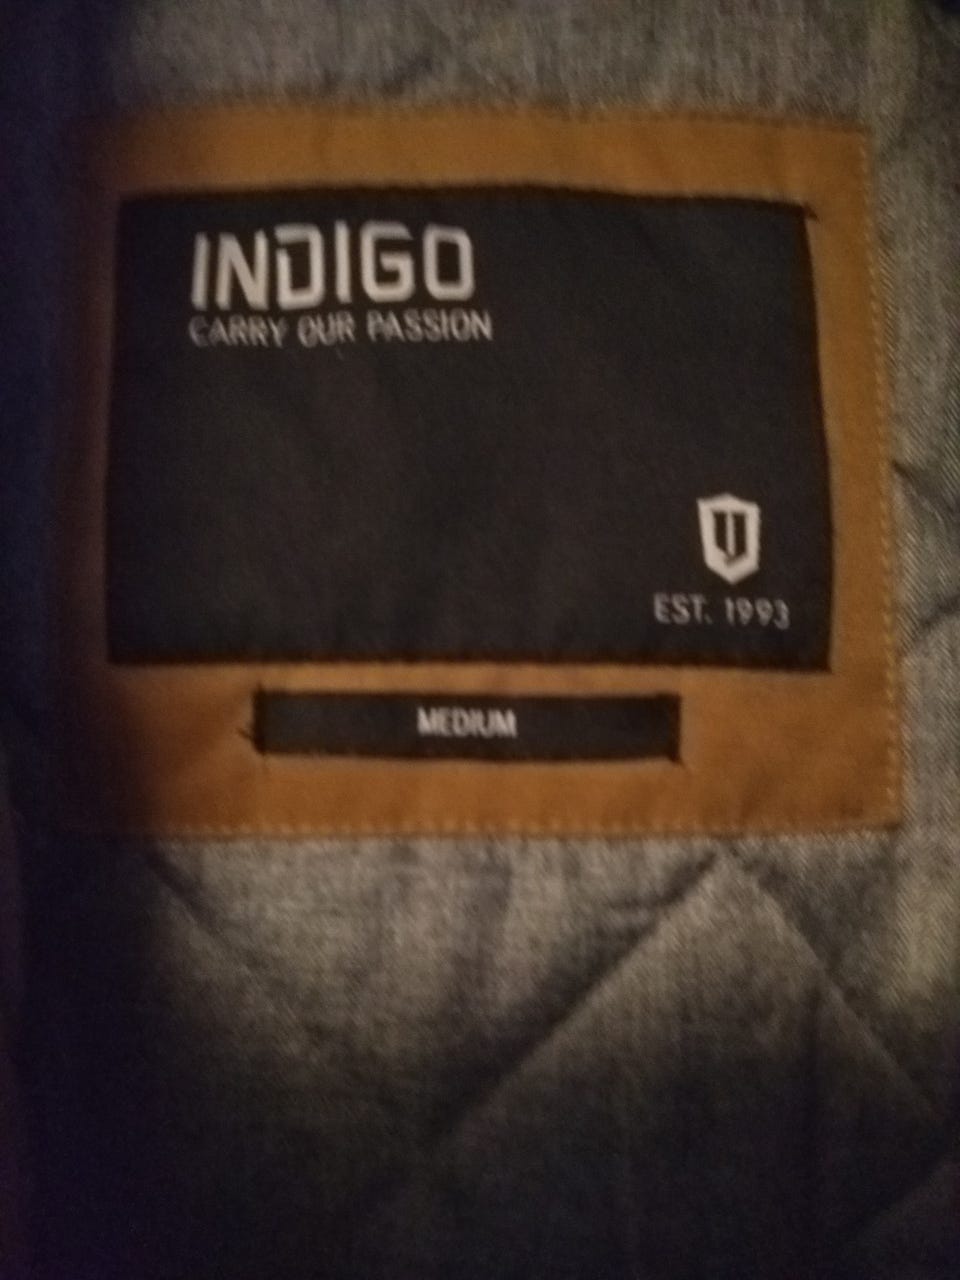 INDIGO
CARRY OUR PASSION
EST. 1993
MEDIUM